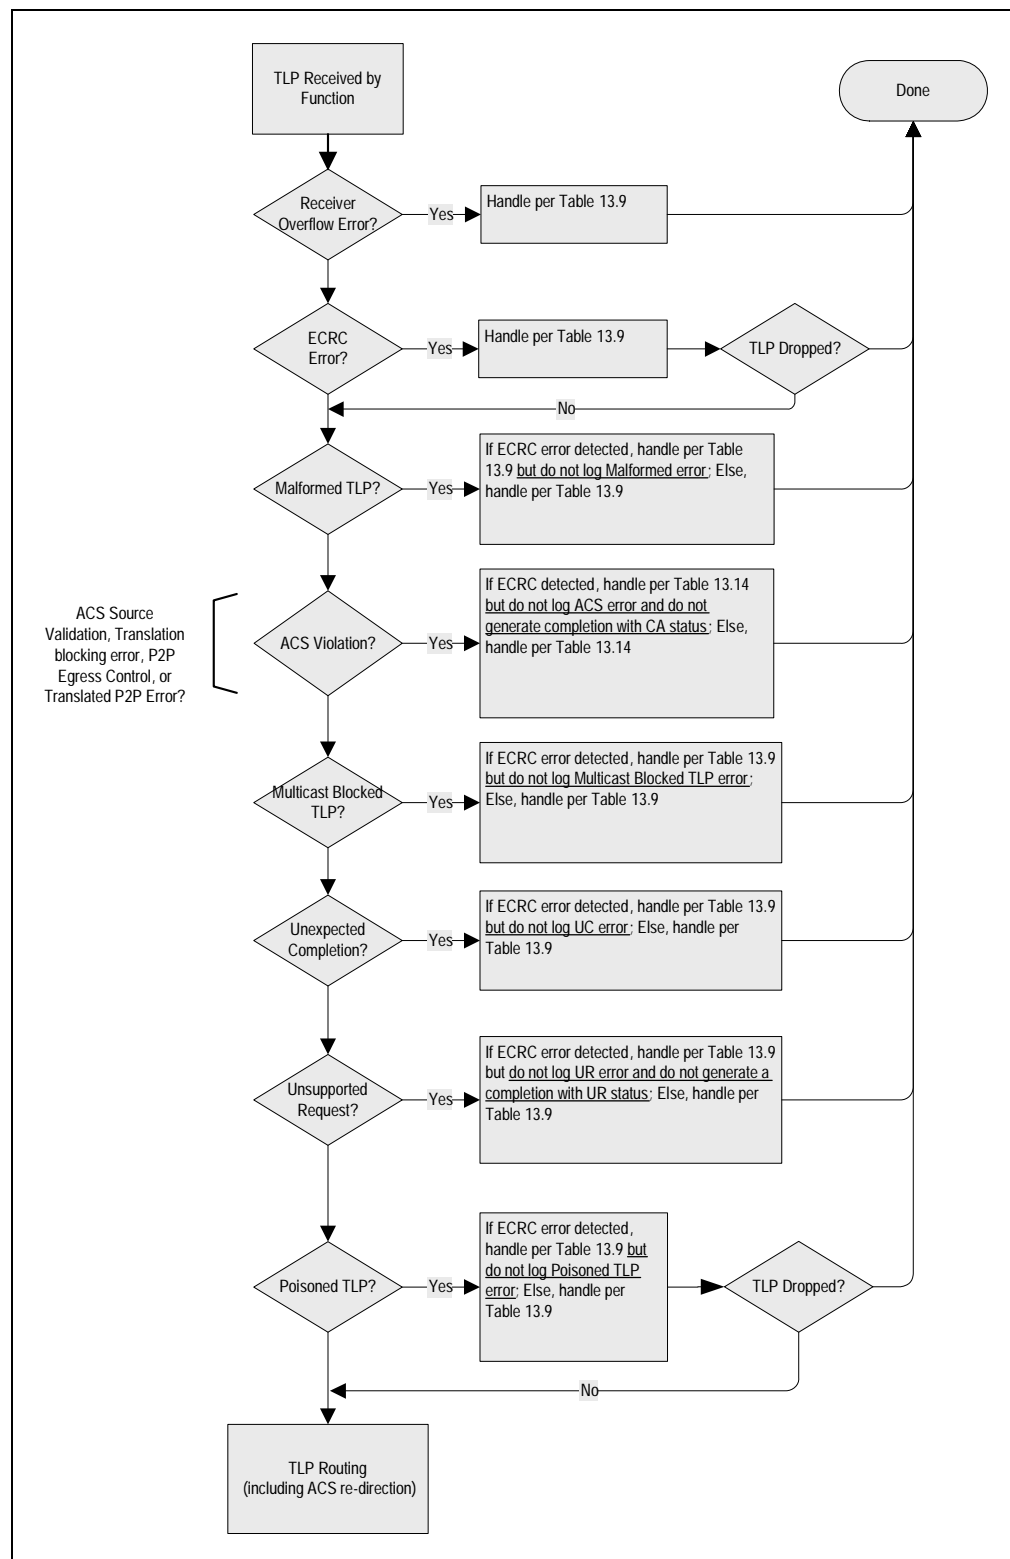 TLP Received by
Function
Done
Receiver
Overflow Error?
Yes
Handle per Table 13.9
ECRC
Error?
Yes
Handle per Table 13.9
TLP Dropped?
No
Malformed TLP?
Yes
If ECRC error detected, handle per Table
13.9 but do not log Malformed error; Else,
handle per Table 13.9
ACS Source
Validation, Translation
blocking error, P2P
Egress Control, or
Translated P2P Error?
ACS Violation?
Yes
If ECRC detected, handle per Table 13.14
but do not log ACS error and do not
generate completion with CA status; Else,
handle per Table 13.14
Multicast Blocked
TLP?
Yes
If ECRC error detected, handle per Table 13.9
but do not log Multicast Blocked TLP error;
Else, handle per Table 13.9
Unexpected
Completion?
Yes
If ECRC error detected, handle per Table 13.9
but do not log UC error; Else, handle per
Table 13.9
Unsupported
Request?
Yes
If ECRC error detected, handle per Table 13.9
but do not log UR error and do not generate a
completion with UR status; Else, handle per
Table 13.9
Poisoned TLP?
Yes
If ECRC error detected,
handle per Table 13.9 but
do not log Poisoned TLP
error; Else, handle per
Table 13.9
TLP Dropped?
No
TLP Routing
(including ACS re-direction)